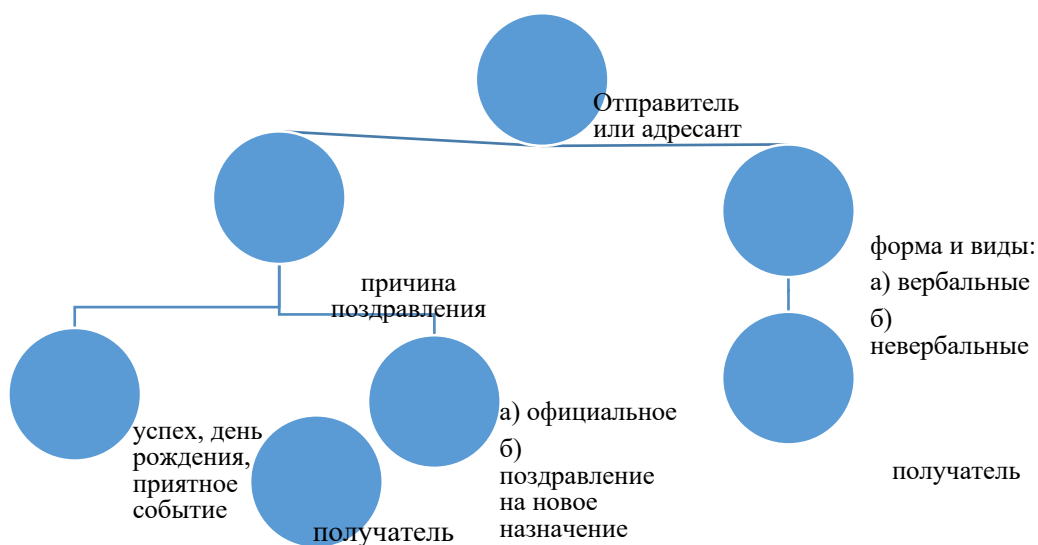 Отправитель
или адресант
причина
поздравления
форма и виды:
а) вербальные
б)
невербальные
успех, день
рождения,
приятное
событие
а) официальное
б)
поздравление
на новое
назначение
получатель
получатель